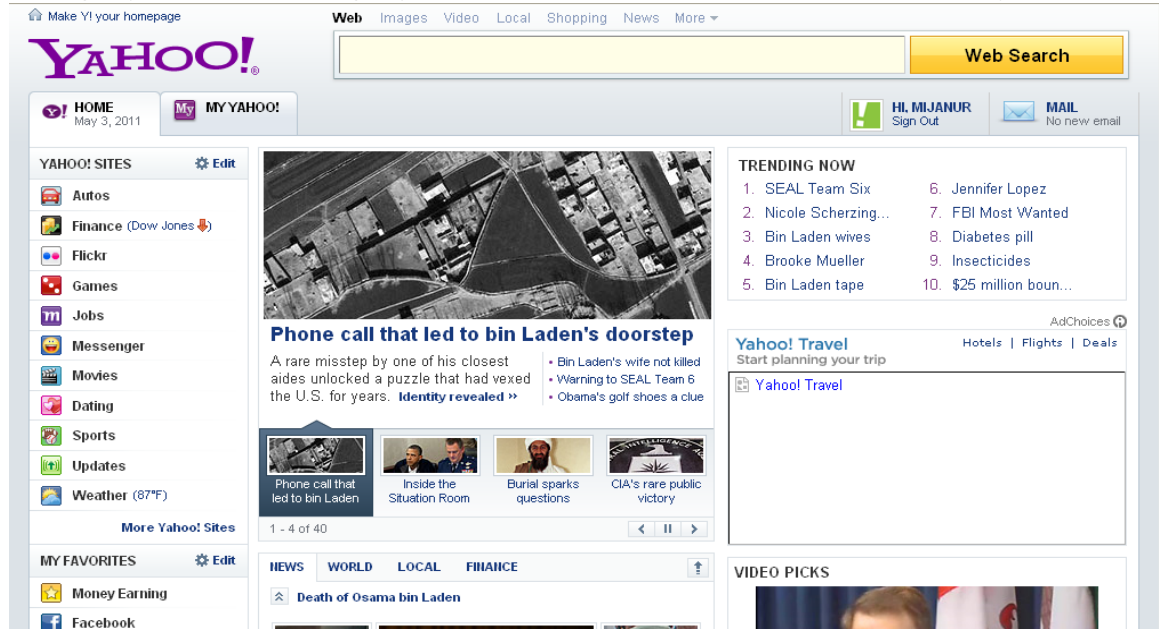 Make Y! your homepage
Web Images Video Local Shopping News More
YAHOO!®
Web Search
Y! HOME
May 3, 2011
My MY YAHOO!
HI, MIJANUR
Sign Out
MAIL
No new email
YAHOO! SITES Edit
Autos
Finance (Dow Jones)
Flickr
Games
Jobs
Messenger
Movies
Dating
Sports
Updates
Weather (87°F)
More Yahoo! Sites
MY FAVORITES Edit
Money Earning
Facebook
Phone call that led to bin Laden's doorstep
A rare misstep by one of his closest
aides unlocked a puzzle that had vexed
the U.S. for years. Identity revealed »
• Bin Laden's wife not killed
• Warning to SEAL Team 6
• Obama's golf shoes a clue
Phone call that
led to bin Laden
Inside the
Situation Room
Burial sparks
questions
CIA's rare public
victory
1 - 4 of 40
NEWS WORLD LOCAL FINANCE
Death of Osama bin Laden
TRENDING NOW
1. SEAL Team Six
2. Nicole Scherzing...
3. Bin Laden wives
4. Brooke Mueller
5. Bin Laden tape
6. Jennifer Lopez
7. FBI Most Wanted
8. Diabetes pill
9. Insecticides
10. $25 million boun...
AdChoices
Yahoo! Travel
Start planning your trip
Hotels | Flights | Deals
Yahoo! Travel
VIDEO PICKS